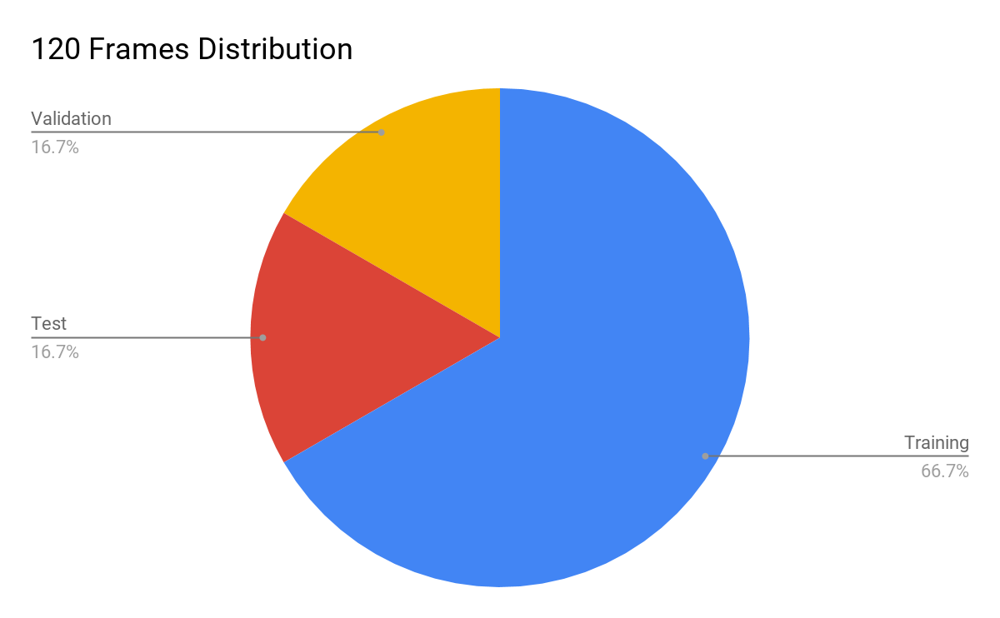 120 Frames Distribution
Validation
16.7%
Test
16.7%
Training
66.7%